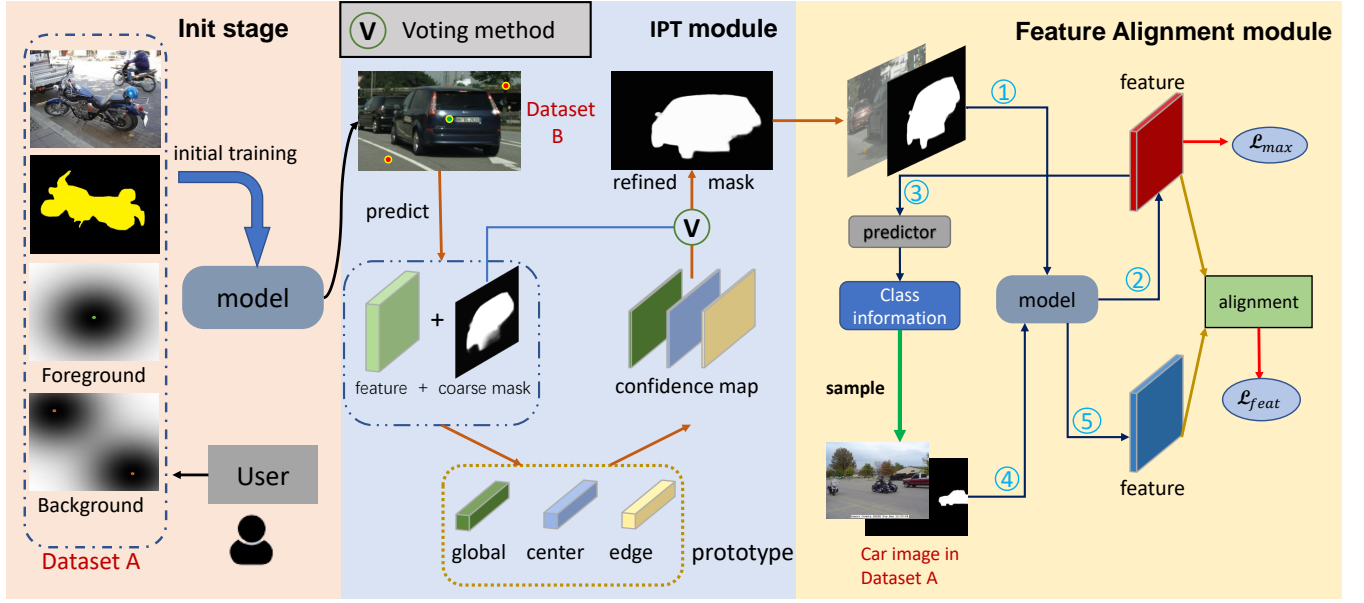 Init stage
initial training
model
Foreground
Background
User
Dataset A
V Voting method
IPT module
Dataset
B
predict
refined mask
V
+
feature + coarse mask
confidence map
global center edge
prototype
Feature Alignment module
①
feature
ℒmax
③
predictor
Class
information
model
②
alignment
sample
ℒfeat
⑤
④
feature
Car image in
Dataset A